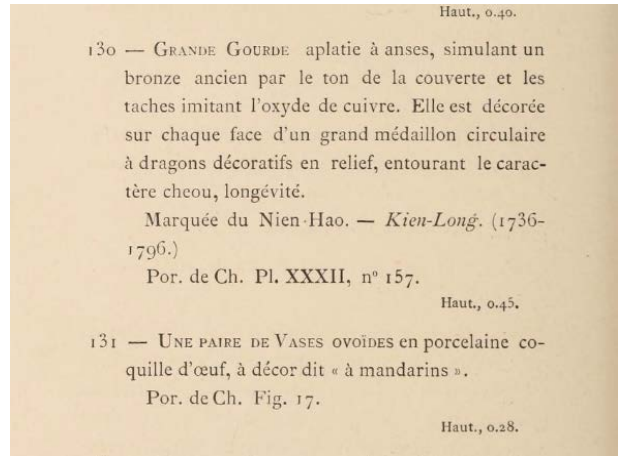 Haut., 0.40.
130 — Grande Gourde aplatie à anses, simulant un
bronze ancien par le ton de la couverte et les
taches imitant l'oxyde de cuivre. Elle est décorée
sur chaque face d'un grand médaillon circulaire
à dragons décoratifs en relief, entourant le carac-
tère cheou, longévité.
Marquée du Nien-Hao. — Kien-Long. (1736-
1796.)
Por. de Ch. Pl. XXXII, nº 157.
Haut., 0.45.
131 — Une paire de Vases ovoïdes en porcelaine co-
quille d'œuf, à décor dit « à mandarins ».
Por. de Ch. Fig. 17.
Haut., 0.28.